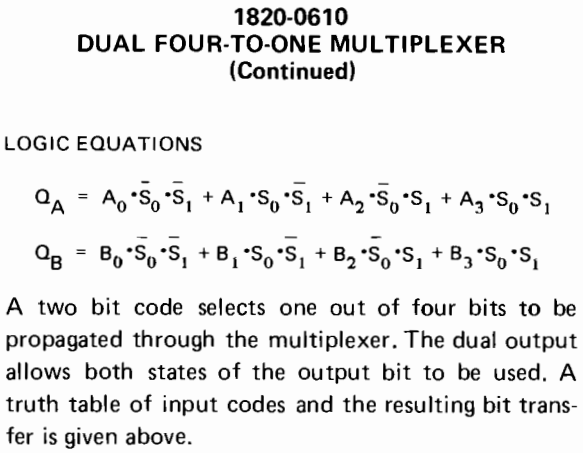 1820-0610
DUAL FOUR-TO-ONE MULTIPLEXER
(Continued)
LOGIC EQUATIONS
Q_A = A₀•S̄₀•S̄₁ + A₁•S₀•S̄₁ + A₂•S̄₀•S₁ + A₃•S₀•S₁
Q_B = B₀•S̄₀•S̄₁ + B₁•S₀•S̄₁ + B₂•S̄₀•S₁ + B₃•S₀•S₁
A two bit code selects one out of four bits to be
propagated through the multiplexer. The dual output
allows both states of the output bit to be used. A
truth table of input codes and the resulting bit trans-
fer is given above.